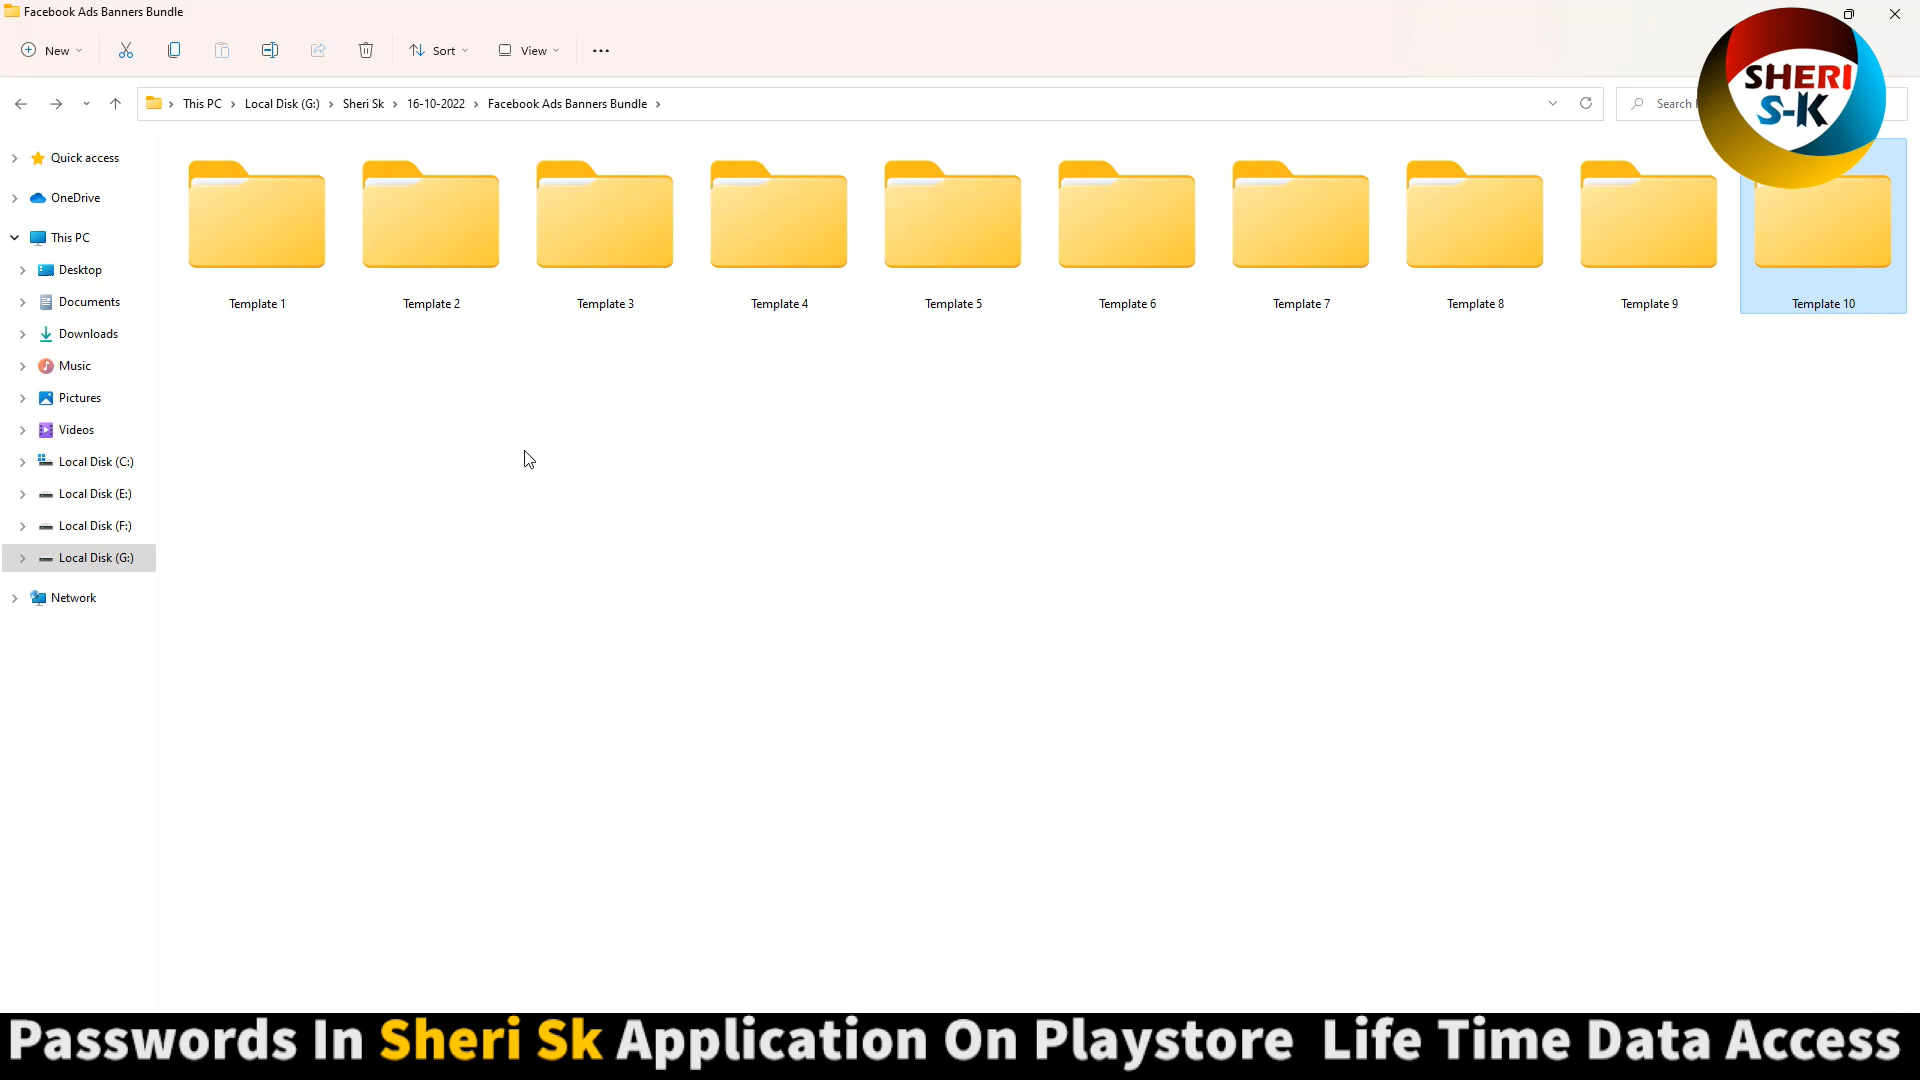 Facebook Ads Banners Bundle
New
Sort
View
This PC
Local Disk (G:)
Sheri Sk
16-10-2022
Facebook Ads Banners Bundle
Search
SHERI
S-K
Quick access
OneDrive
This PC
Desktop
Documents
Downloads
Music
Pictures
Videos
Local Disk (C:)
Local Disk (E:)
Local Disk (F:)
Local Disk (G:)
Network
Template 1
Template 2
Template 3
Template 4
Template 5
Template 6
Template 7
Template 8
Template 9
Template 10
Passwords In Sheri Sk Application On Playstore Life Time Data Access